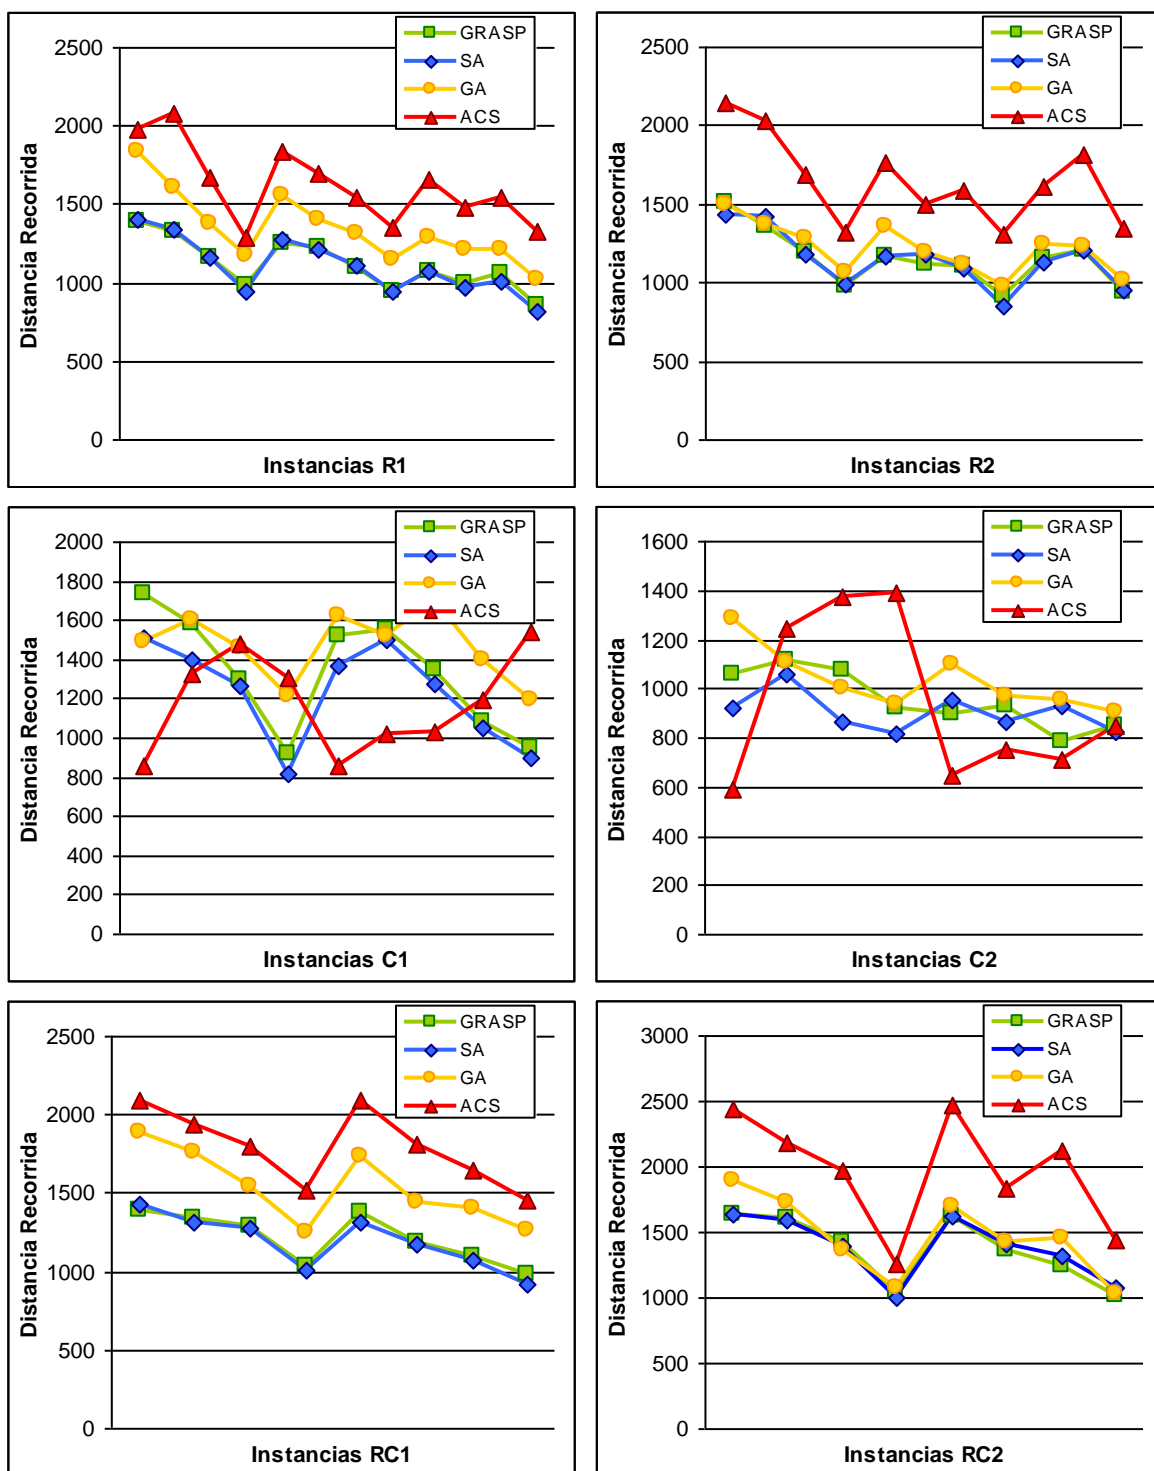 GRASP
SA
GA
ACS
2500
2000
1500
1000
500
0
Distancia Recorrida
Instancias R1
GRASP
SA
GA
ACS
2500
2000
1500
1000
500
0
Distancia Recorrida
Instancias R2
GRASP
SA
GA
ACS
2000
1800
1600
1400
1200
1000
800
600
400
200
0
Distancia Recorrida
Instancias C1
GRASP
SA
GA
ACS
1600
1400
1200
1000
800
600
400
200
0
Distancia Recorrida
Instancias C2
GRASP
SA
GA
ACS
2500
2000
1500
1000
500
0
Distancia Recorrida
Instancias RC1
GRASP
SA
GA
ACS
3000
2500
2000
1500
1000
500
0
Distancia Recorrida
Instancias RC2